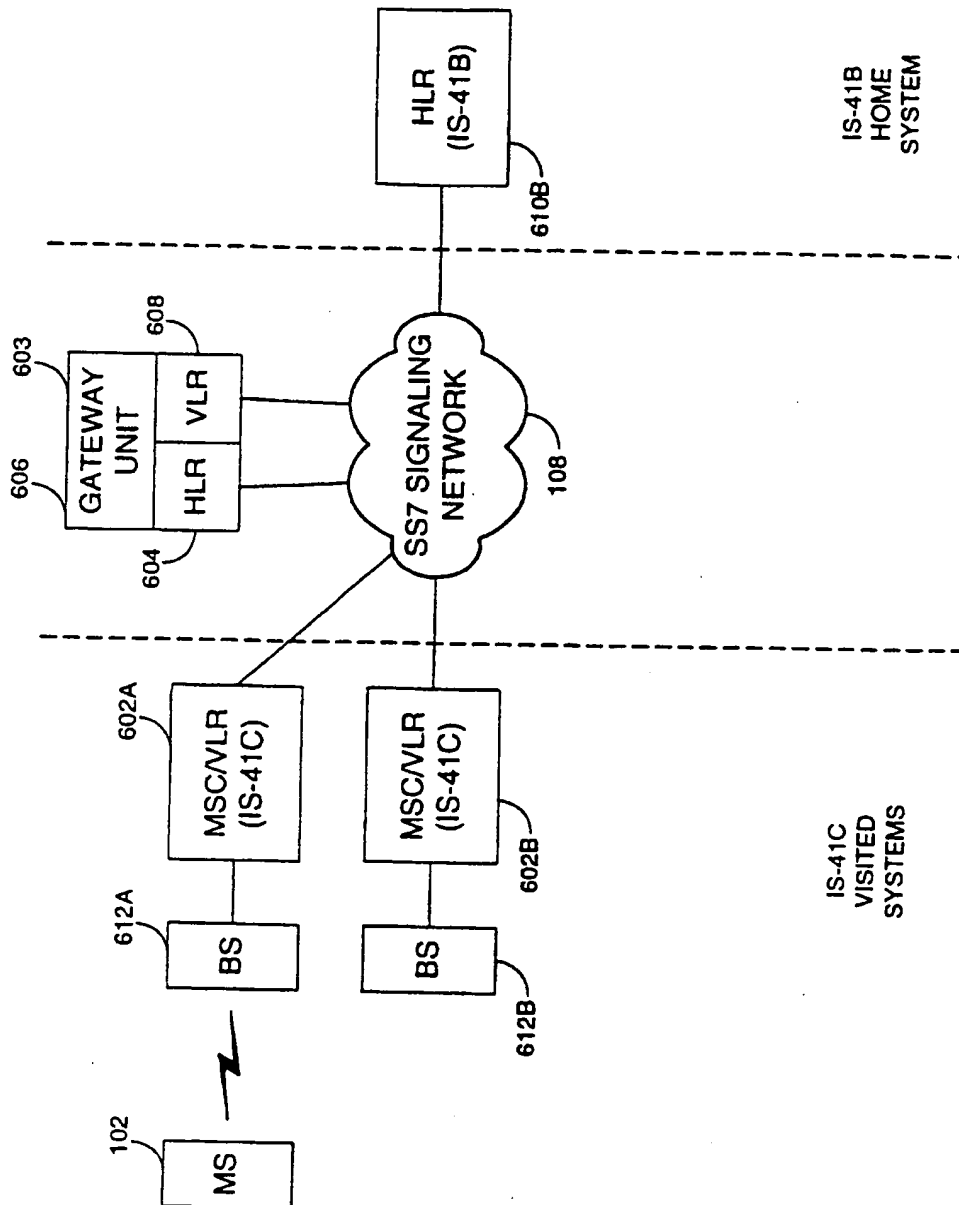 102
MS
612A
BS
602A
MSC/VLR
(IS-41C)
BS
612B
MSC/VLR
(IS-41C)
602B
IS-41C
VISITED
SYSTEMS
606
603
GATEWAY
UNIT
HLR
VLR
604
608
SS7 SIGNALING
NETWORK
108
HLR
(IS-41B)
610B
IS-41B
HOME
SYSTEM